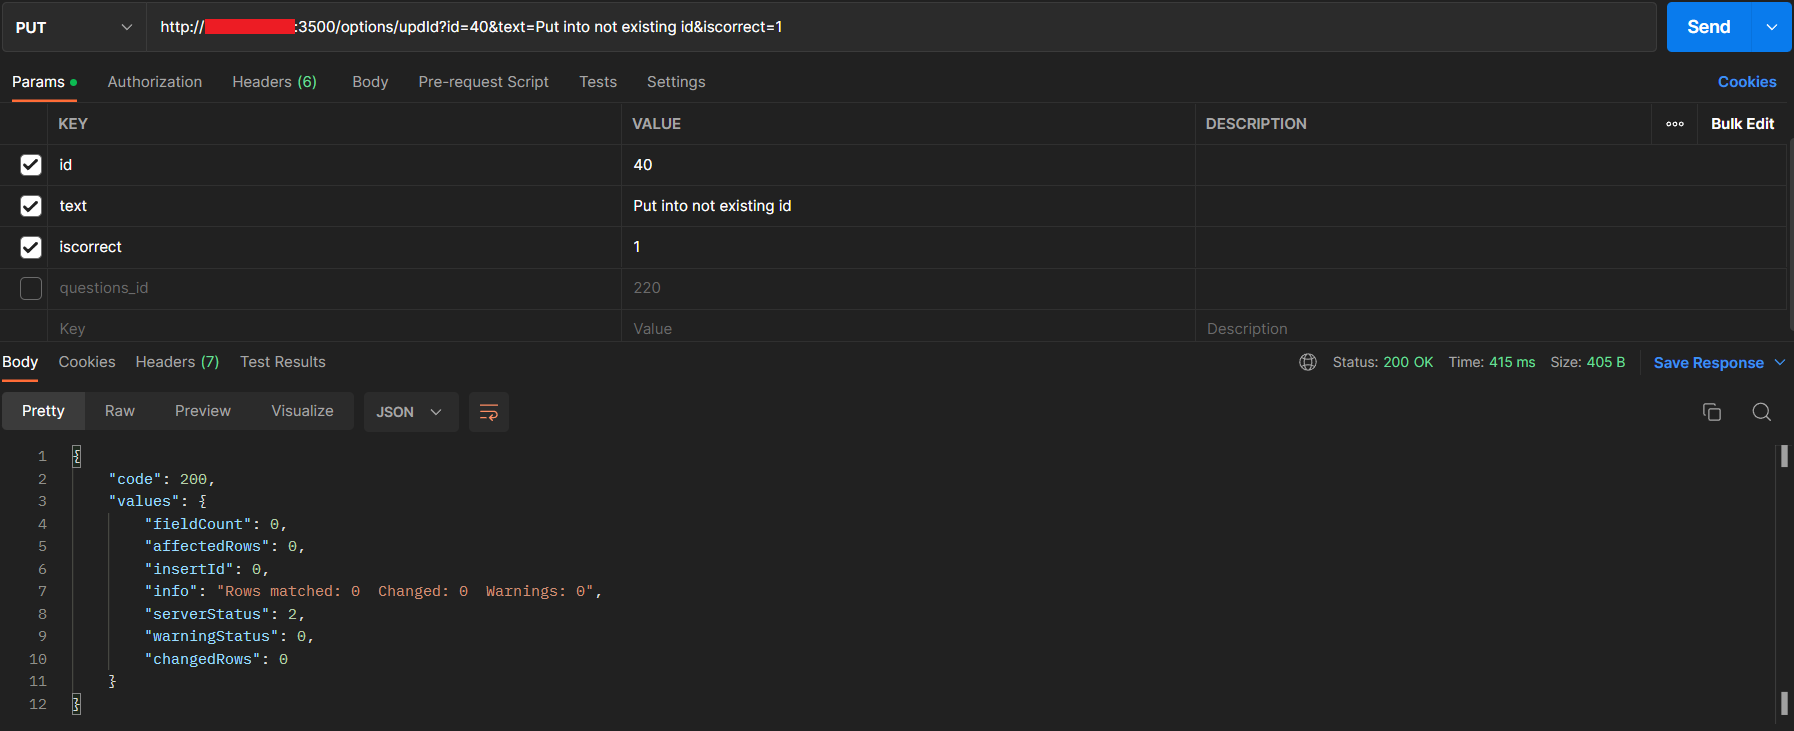 PUT http:// :3500/options/updId?id=40&text=Put into not existing id&iscorrect=1 Send
Params Authorization Headers (6) Body Pre-request Script Tests Settings Cookies
KEY VALUE DESCRIPTION ooo Bulk Edit
id 40
text Put into not existing id
iscorrect 1
questions_id 220
Key Value Description
Body Cookies Headers (7) Test Results Status: 200 OK Time: 415 ms Size: 405 B Save Response
Pretty Raw Preview Visualize JSON
1 {
2 "code": 200,
3 "values": {
4 "fieldCount": 0,
5 "affectedRows": 0,
6 "insertId": 0,
7 "info": "Rows matched: 0  Changed: 0  Warnings: 0",
8 "serverStatus": 2,
9 "warningStatus": 0,
10 "changedRows": 0
11 }
12 }